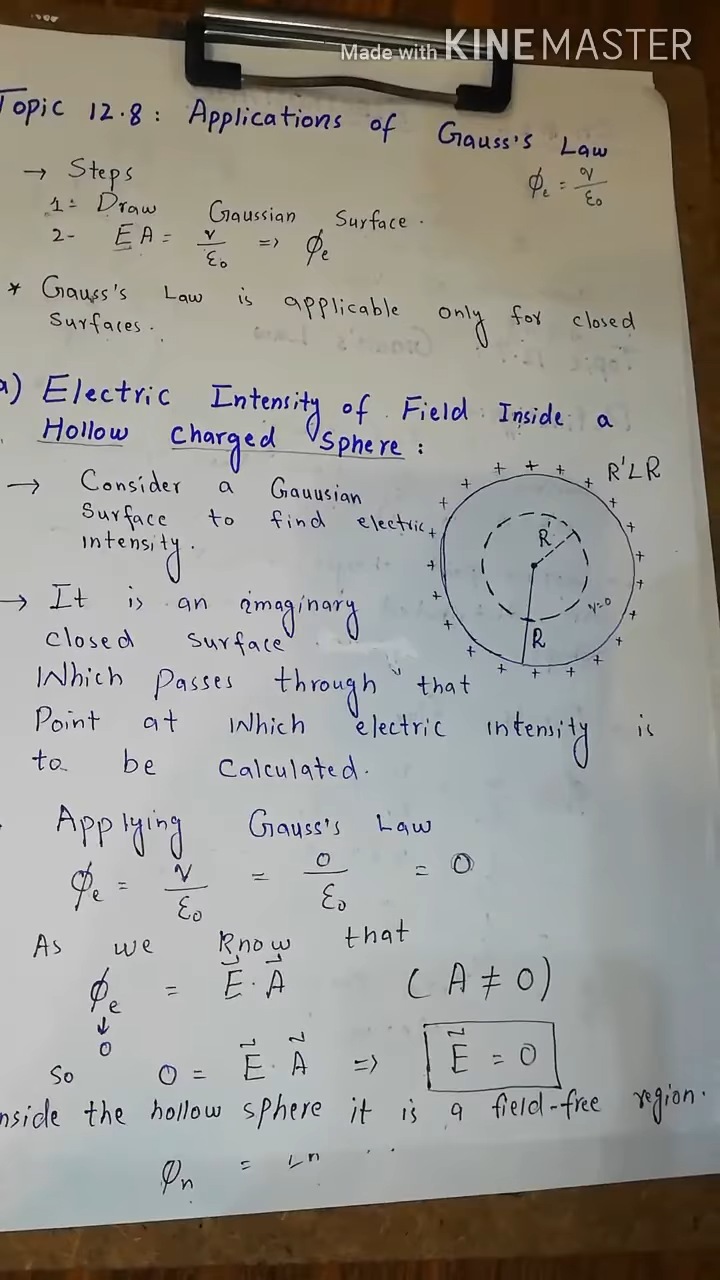 Made with KINEMASTER
Topic 12.8: Applications of Gauss's Law
→ Steps
φe = q/ε0
1= Draw Gaussian Surface.
2- EA = q/ε0 => φe
* Gauss's Law is applicable only for closed
Surfaces.
a) Electric Intensity of Field Inside a
Hollow Charged Sphere:
R'LR
→ Consider a Gauusian
Surface to find electric
intensity.
R'
q=0
R
→ It is an imaginary
closed surface
Which passes through that
Point at which electric intensity is
to be calculated.
Applying Gauss's Law
φe = q/ε0 = 0/ε0 = 0
As we know that
φe = E⃗·A⃗ (A ≠ 0)
↓
0
So 0 = E⃗·A⃗ => E⃗ = 0
nside the hollow sphere it is a field-free region.
φn =